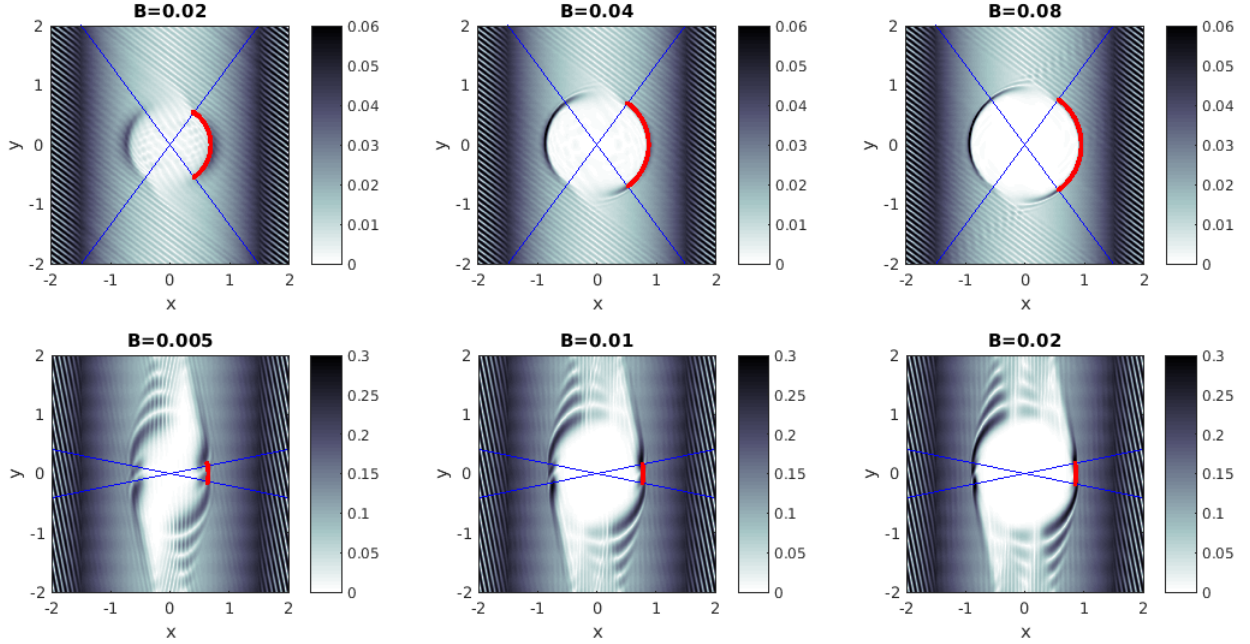 B=0.02 B=0.04 B=0.08
2 0.06 2 0.06 2 0.06
0.05 0.05 0.05
1 1 1
0.04 0.04 0.04
y 0 0.03 y 0 0.03 y 0 0.03
0.02 0.02 0.02
-1 -1 -1
0.01 0.01 0.01
-2 0 -2 0 -2 0
-2 -1 0 1 2 -2 -1 0 1 2 -2 -1 0 1 2
x x x
B=0.005 B=0.01 B=0.02
2 0.3 2 0.3 2 0.3
0.25 0.25 0.25
1 1 1
0.2 0.2 0.2
y 0 0.15 y 0 0.15 y 0 0.15
0.1 0.1 0.1
-1 -1 -1
0.05 0.05 0.05
-2 0 -2 0 -2 0
-2 -1 0 1 2 -2 -1 0 1 2 -2 -1 0 1 2
x x x